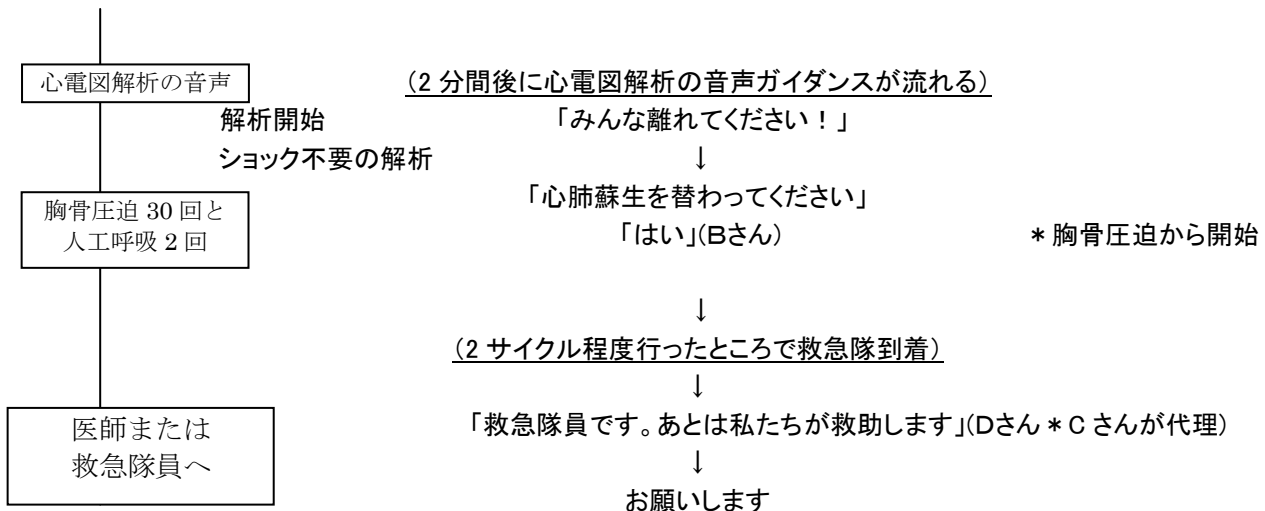 心電図解析の音声
(2 分間後に心電図解析の音声ガイダンスが流れる)
解析開始
「みんな離れてください！」
ショック不要の解析
↓
「心肺蘇生を替わってください」
胸骨圧迫 30 回と
人工呼吸 2 回
「はい」(Bさん)
＊胸骨圧迫から開始
↓
(2 サイクル程度行ったところで救急隊到着)
↓
医師または
救急隊員へ
「救急隊員です。あとは私たちが救助します」(Dさん＊C さんが代理)
↓
お願いします